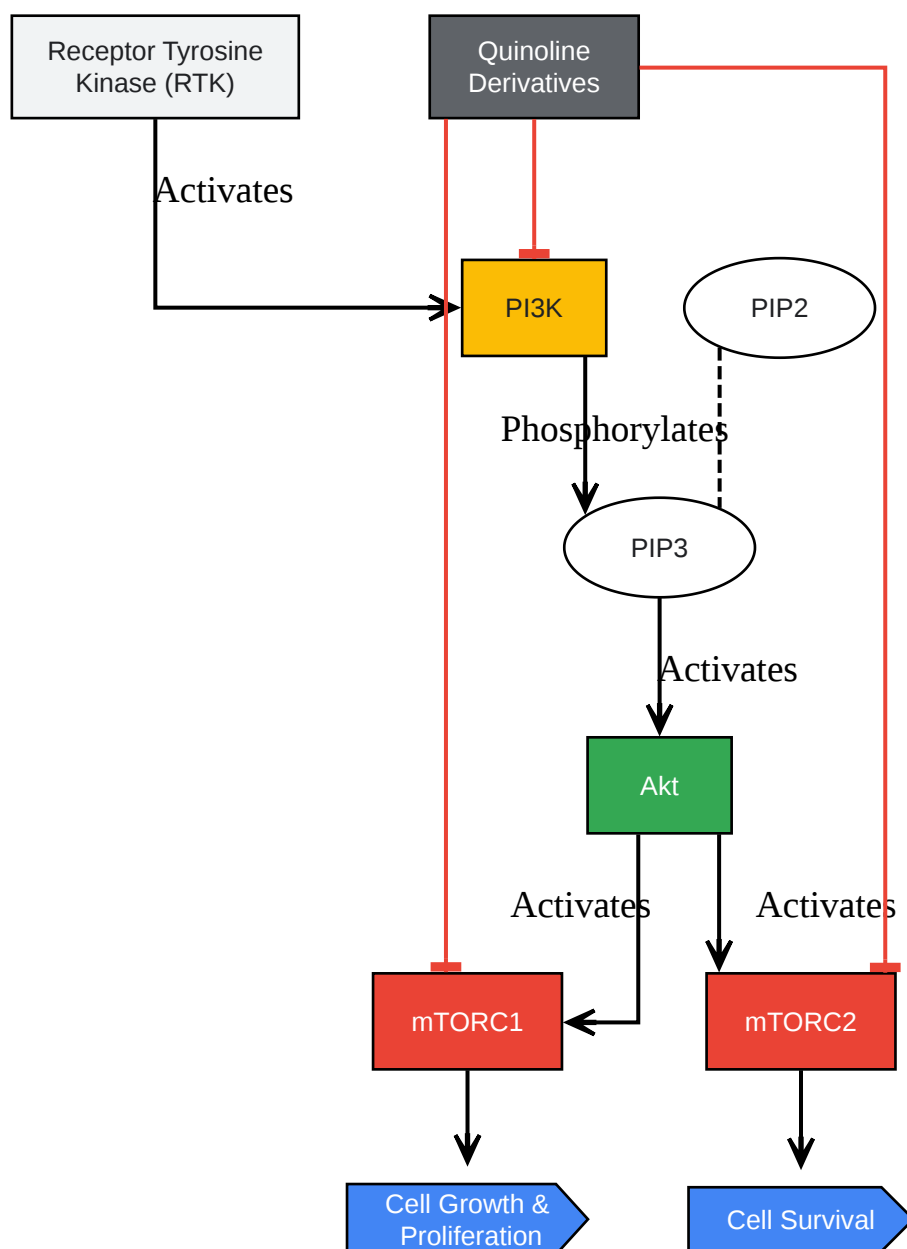 Receptor Tyrosine
Kinase (RTK)
Quinoline
Derivatives
Activates
PI3K
PIP2
Phosphorylates
PIP3
Activates
Akt
Activates
Activates
mTORC1
mTORC2
Cell Growth &
Proliferation
Cell Survival